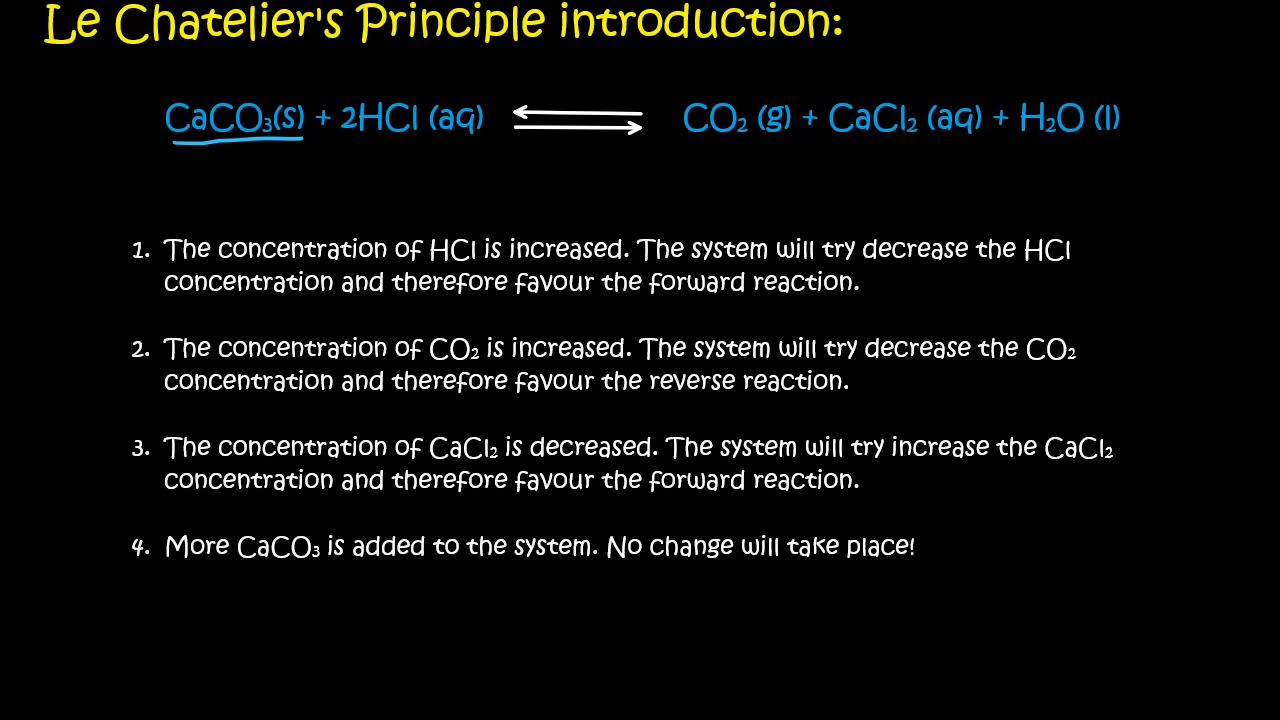 Le Chatelier's Principle introduction:
CaCO₃(s) + 2HCl (aq) ⇌ CO₂ (g) + CaCl₂ (aq) + H₂O (l)
1. The concentration of HCl is increased. The system will try decrease the HCl
concentration and therefore favour the forward reaction.
2. The concentration of CO₂ is increased. The system will try decrease the CO₂
concentration and therefore favour the reverse reaction.
3. The concentration of CaCl₂ is decreased. The system will try increase the CaCl₂
concentration and therefore favour the forward reaction.
4. More CaCO₃ is added to the system. No change will take place!